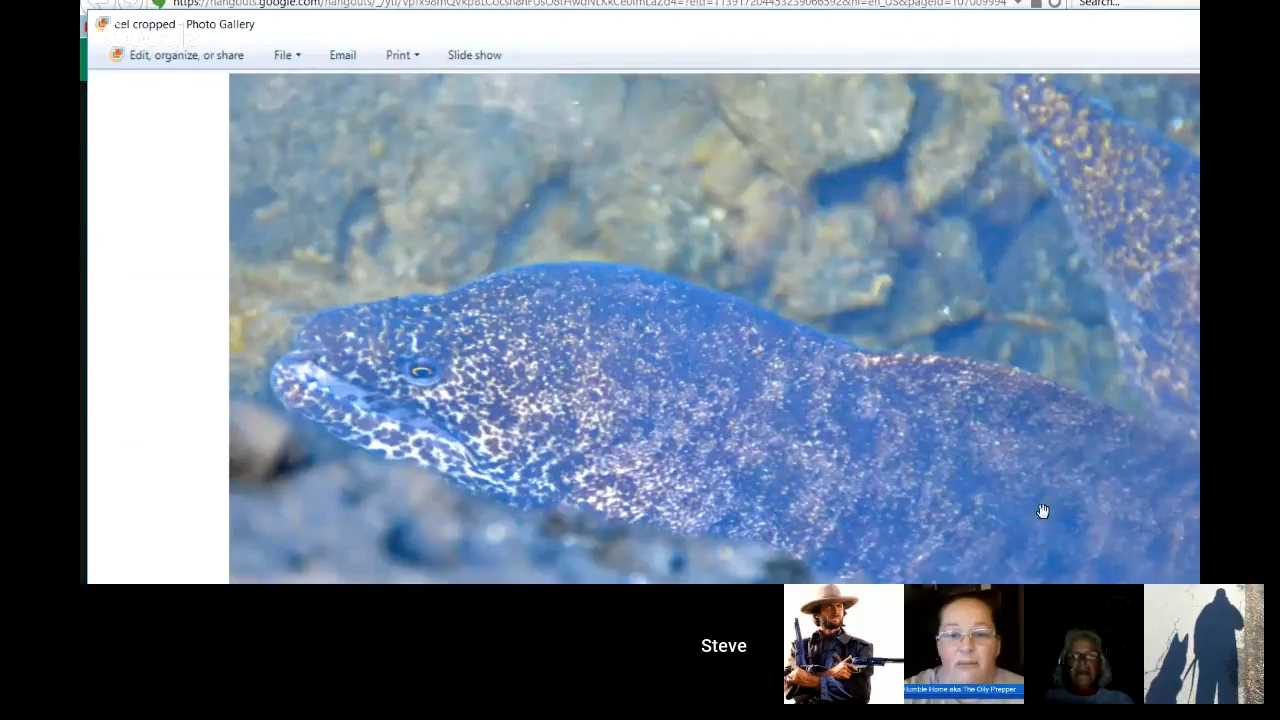 eel cropped - Photo Gallery
Search...
Edit, organize, or share File Email Print Slide show
Steve
Humble Home aka The Oily Prepper